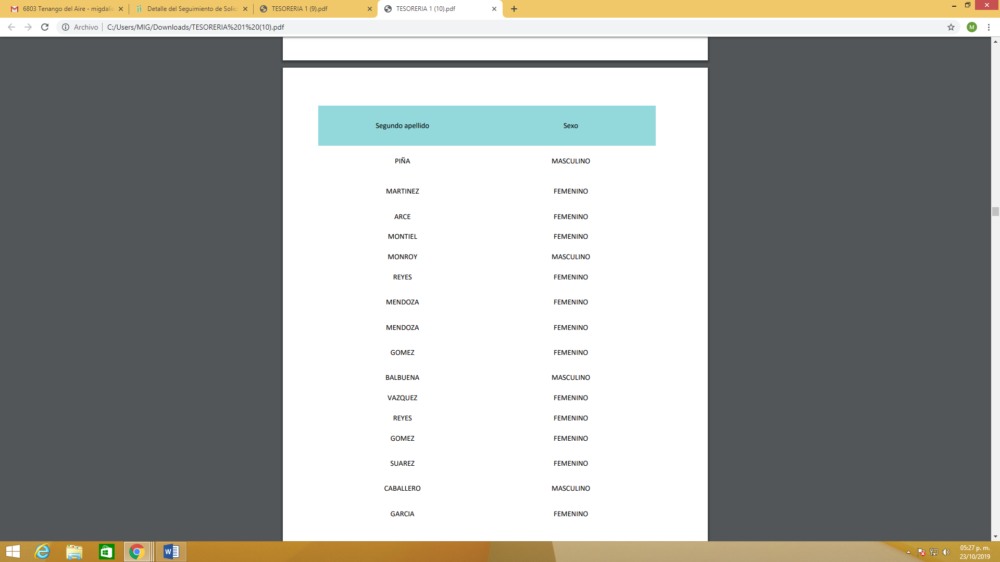 6803 Tenango del Aire - migdalia
Detalle del Seguimiento de Solici
TESORERIA 1 (9).pdf
TESORERIA 1 (10).pdf
Archivo
C:/Users/MIG/Downloads/TESORERIA%201%20(10).pdf
M
Segundo apellido Sexo
PIÑA MASCULINO
MARTINEZ FEMENINO
ARCE FEMENINO
MONTIEL FEMENINO
MONROY MASCULINO
REYES FEMENINO
MENDOZA FEMENINO
MENDOZA FEMENINO
GOMEZ FEMENINO
BALBUENA MASCULINO
VAZQUEZ FEMENINO
REYES FEMENINO
GOMEZ FEMENINO
SUAREZ FEMENINO
CABALLERO MASCULINO
GARCIA FEMENINO
05:27 p. m.
23/10/2019